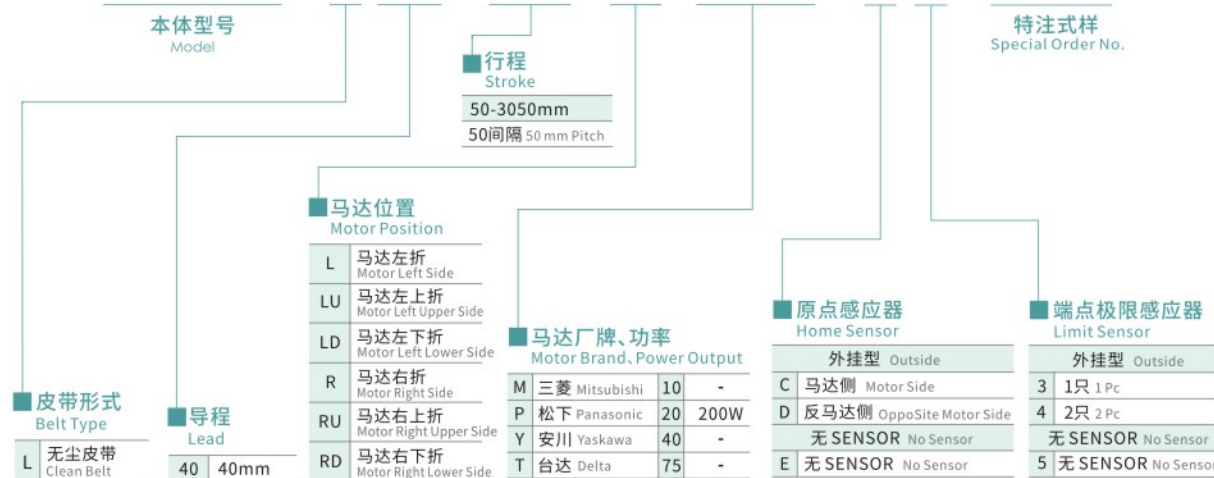 本体型号
Model
特注式样
Special Order No.
行程
Stroke
50-3050mm
50间隔 50 mm Pitch
马达位置
Motor Position
L 马达左折
Motor Left Side
LU 马达左上折
Motor Left Upper Side
LD 马达左下折
Motor Left Lower Side
R 马达右折
Motor Right Side
RU 马达右上折
Motor Right Upper Side
RD 马达右下折
Motor Right Lower Side
马达厂牌、功率
Motor Brand、Power Output
M 三菱 Mitsubishi 10 -
P 松下 Panasonic 20 200W
Y 安川 Yaskawa 40 -
T 台达 Delta 75 -
原点感应器
Home Sensor
外挂型 Outside
C 马达侧 Motor Side
D 反马达侧 OppoSite Motor Side
无 SENSOR No Sensor
E 无 SENSOR No Sensor
端点极限感应器
Limit Sensor
外挂型 Outside
3 1只 1 Pc
4 2只 2 Pc
无 SENSOR No Sensor
5 无 SENSOR No Sensor
皮带形式
Belt Type
L 无尘皮带
Clean Belt
导程
Lead
40 40mm